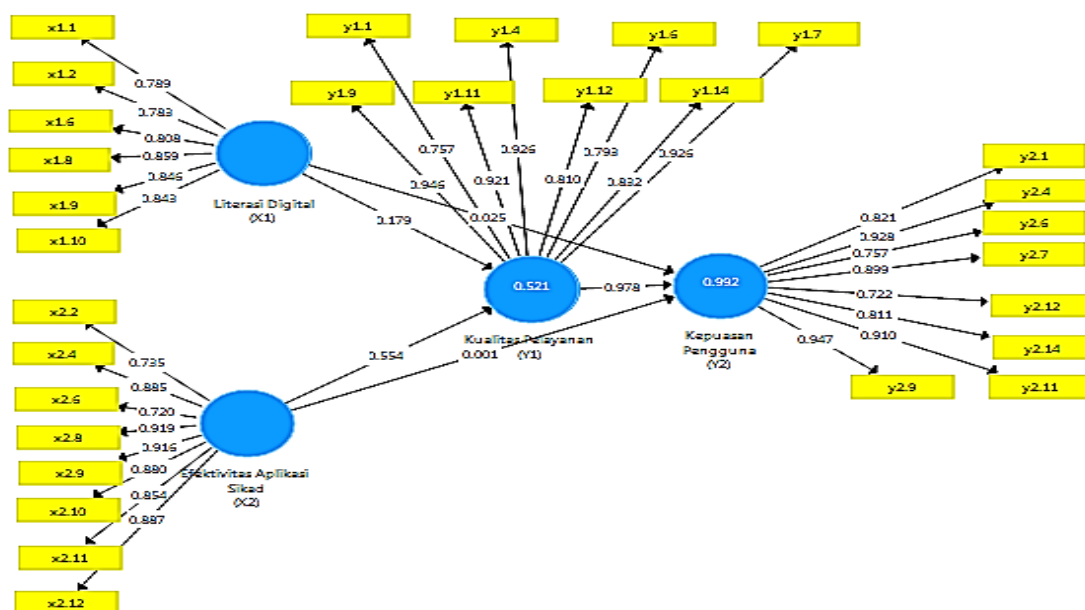 x1.1
x1.2
x1.6
x1.8
x1.9
x1.10
0.789
0.783
0.808
0.859
0.846
0.843
Literasi Digital
(X1)
y1.1
y1.4
y1.6
y1.7
y1.9
y1.11
y1.12
y1.14
0.757
0.926
0.793
0.926
0.946
0.921
0.810
0.832
0.179
0.025
0.521
0.978
0.992
Kualitas Pelayanan
(Y1)
Kepuasan
Pengguna
(Y2)
0.554
0.001
y2.1
y2.4
y2.6
y2.7
y2.12
y2.14
y2.11
y2.9
0.821
0.928
0.757
0.899
0.722
0.811
0.910
0.947
x2.2
x2.4
x2.6
x2.8
x2.9
x2.10
x2.11
x2.12
0.735
0.885
0.720
0.919
0.916
0.880
0.854
0.887
Efektivitas Aplikasi
Sikad
(X2)